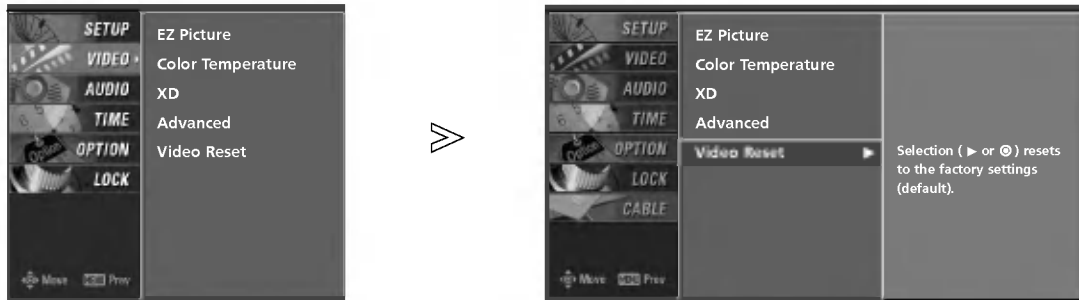 SETUP
VIDEO
AUDIO
TIME
OPTION
LOCK
EZ Picture
Color Temperature
XD
Advanced
Video Reset
Move MENU Prev
SETUP
VIDEO
AUDIO
TIME
OPTION
LOCK
CABLE
EZ Picture
Color Temperature
XD
Advanced
Video Reset ►
Selection ( ► or ◉ ) resets
to the factory settings
(default).
Move MENU Prev